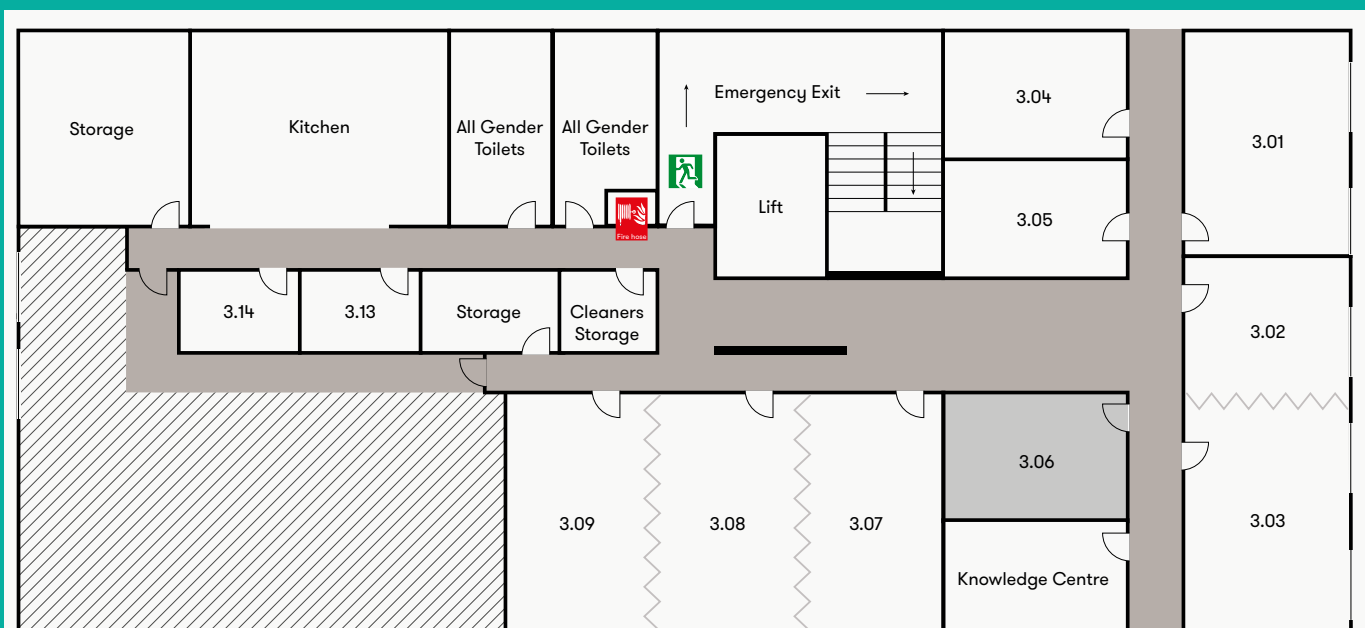 Emergency Exit
3.04
Storage
Kitchen
All Gender
Toilets
All Gender
Toilets
3.01
Lift
3.05
Fire hose
3.14
3.13
Storage
Cleaners
Storage
3.02
3.06
3.09
3.08
3.07
3.03
Knowledge Centre